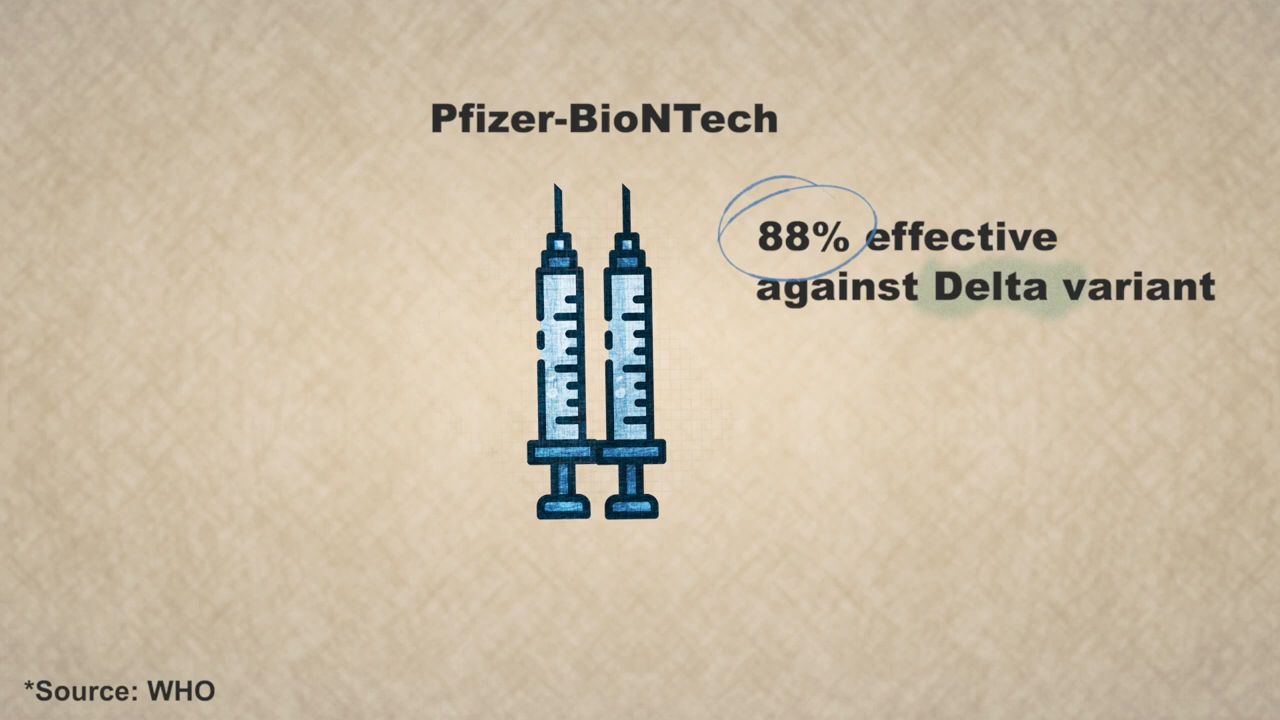 Pfizer-BioNTech
88% effective
against Delta variant
*Source: WHO